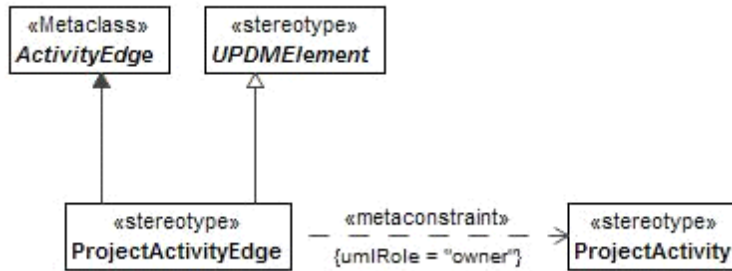 «Metaclass»
ActivityEdge
«stereotype»
UPDMElement
«stereotype»
ProjectActivityEdge
«metaconstraint»
{umlRole = "owner"}
«stereotype»
ProjectActivity